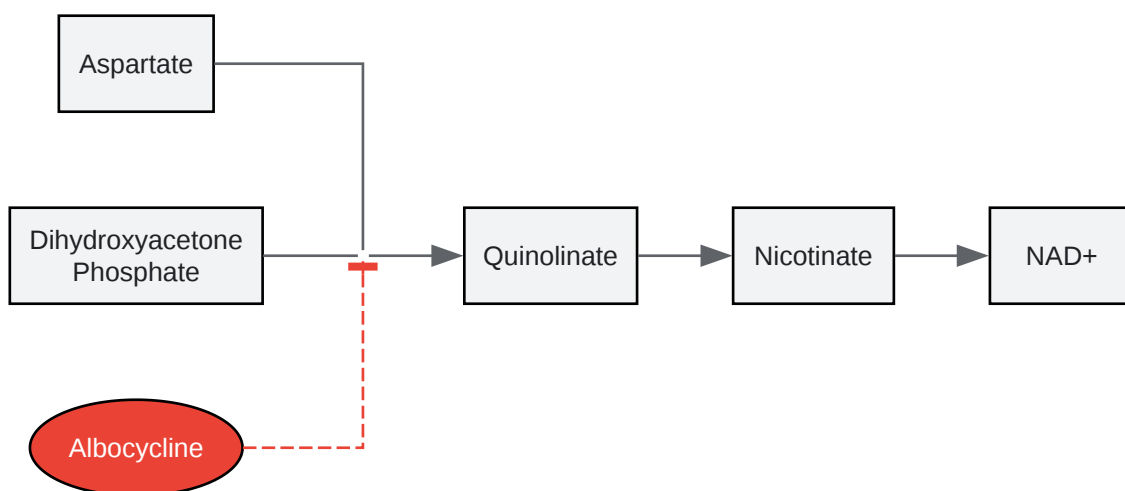 Aspartate
Dihydroxyacetone
Phosphate
Quinolinate
Nicotinate
NAD+
Albocycline